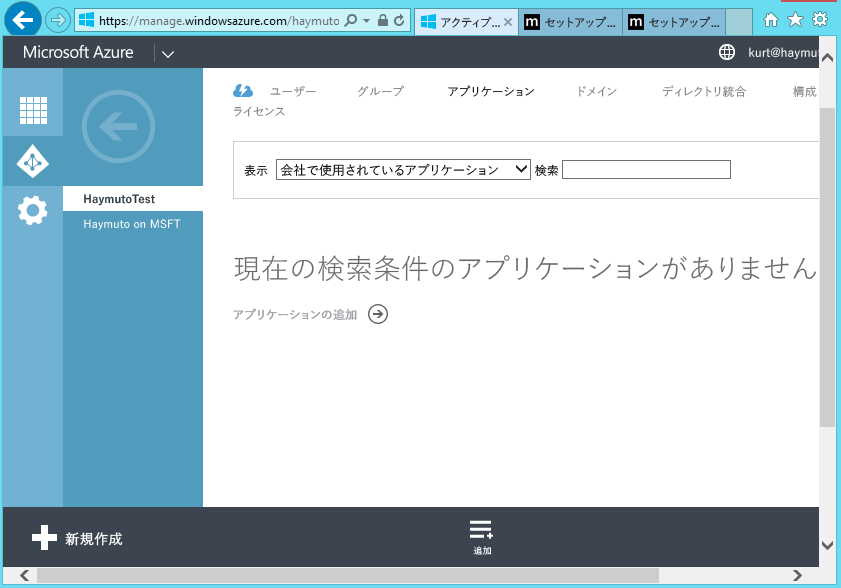 https://manage.windowsazure.com/haymuto
アクティブ...
m セットアップ...
m セットアップ...
Microsoft Azure
kurt@haymut
ユーザー グループ アプリケーション ドメイン ディレクトリ統合 構成
ライセンス
表示 会社で使用されているアプリケーション 検索
HaymutoTest
Haymuto on MSFT
現在の検索条件のアプリケーションがありません
アプリケーションの追加
新規作成
追加